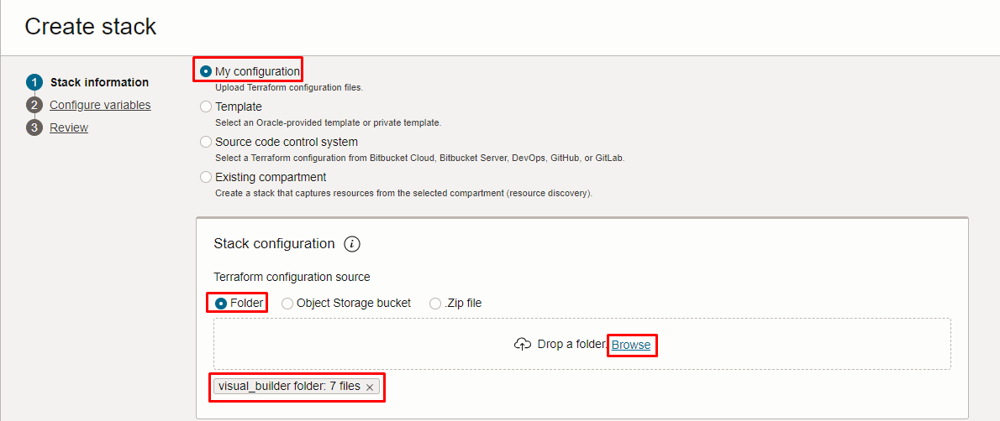 Create stack
1 Stack information
2 Configure variables
3 Review
My configuration
Upload Terraform configuration files.
Template
Select an Oracle-provided template or private template.
Source code control system
Select a Terraform configuration from Bitbucket Cloud, Bitbucket Server, DevOps, GitHub, or GitLab.
Existing compartment
Create a stack that captures resources from the selected compartment (resource discovery).
Stack configuration i
Terraform configuration source
Folder Object Storage bucket .Zip file
Drop a folder. Browse
visual_builder folder: 7 files ×